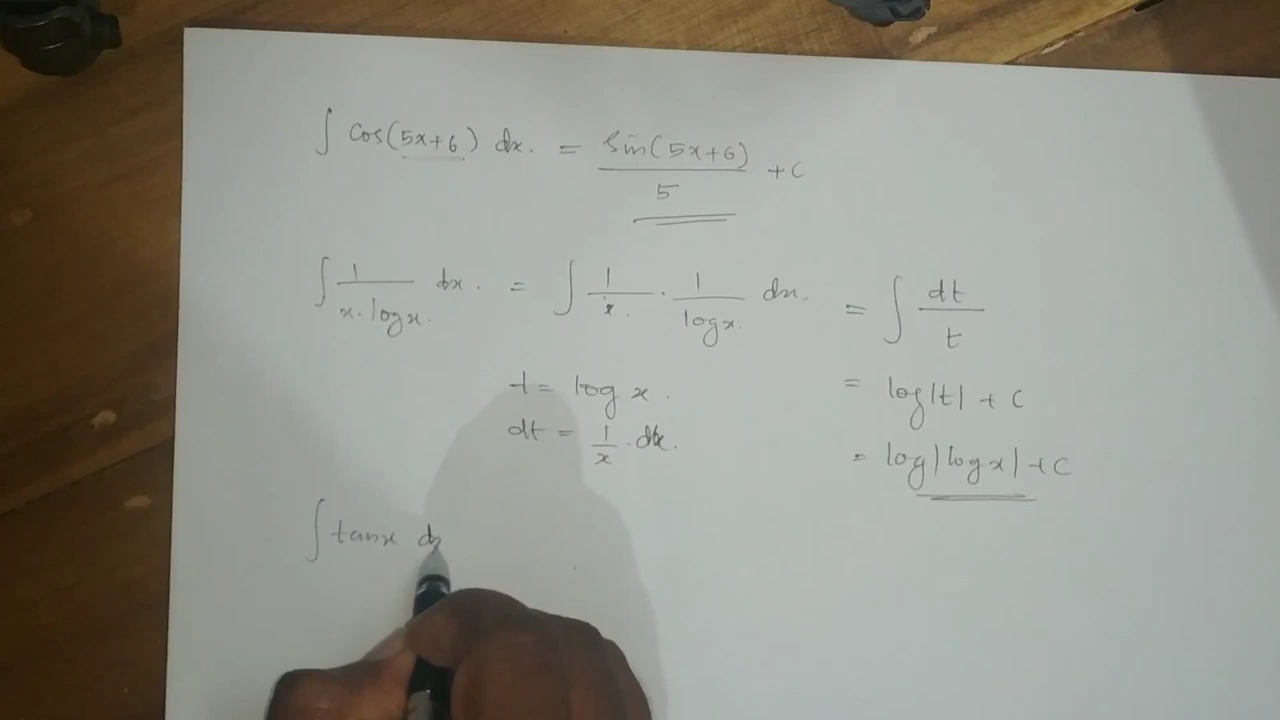 ∫ cos(5x+6) dx. = sin(5x+6)/5 + c
∫ 1/(x. log x.) dx. = ∫ 1/x. · 1/(log x.) dx. = ∫ dt/t
t = log x.
= log|t| + c
dt = 1/x · dx.
= log|log x| + c
∫ tanx dx